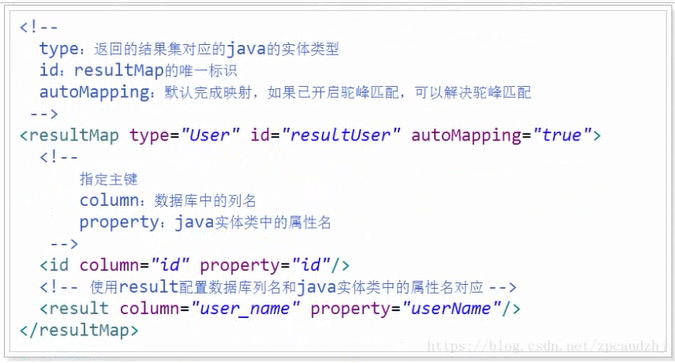 <!--
type：返回的结果集对应的java的实体类型
id：resultMap的唯一标识
autoMapping：默认完成映射，如果已开启驼峰匹配，可以解决驼峰匹配
-->
<resultMap type="User" id="resultUser" autoMapping="true">
<!--
指定主键
column：数据库中的列名
property：java实体类中的属性名
-->
<id column="id" property="id"/>
<!-- 使用result配置数据库列名和java实体类中的属性名对应 -->
<result column="user_name" property="userName"/>
</resultMap>
https://blog.csdn.net/zpcandzhj